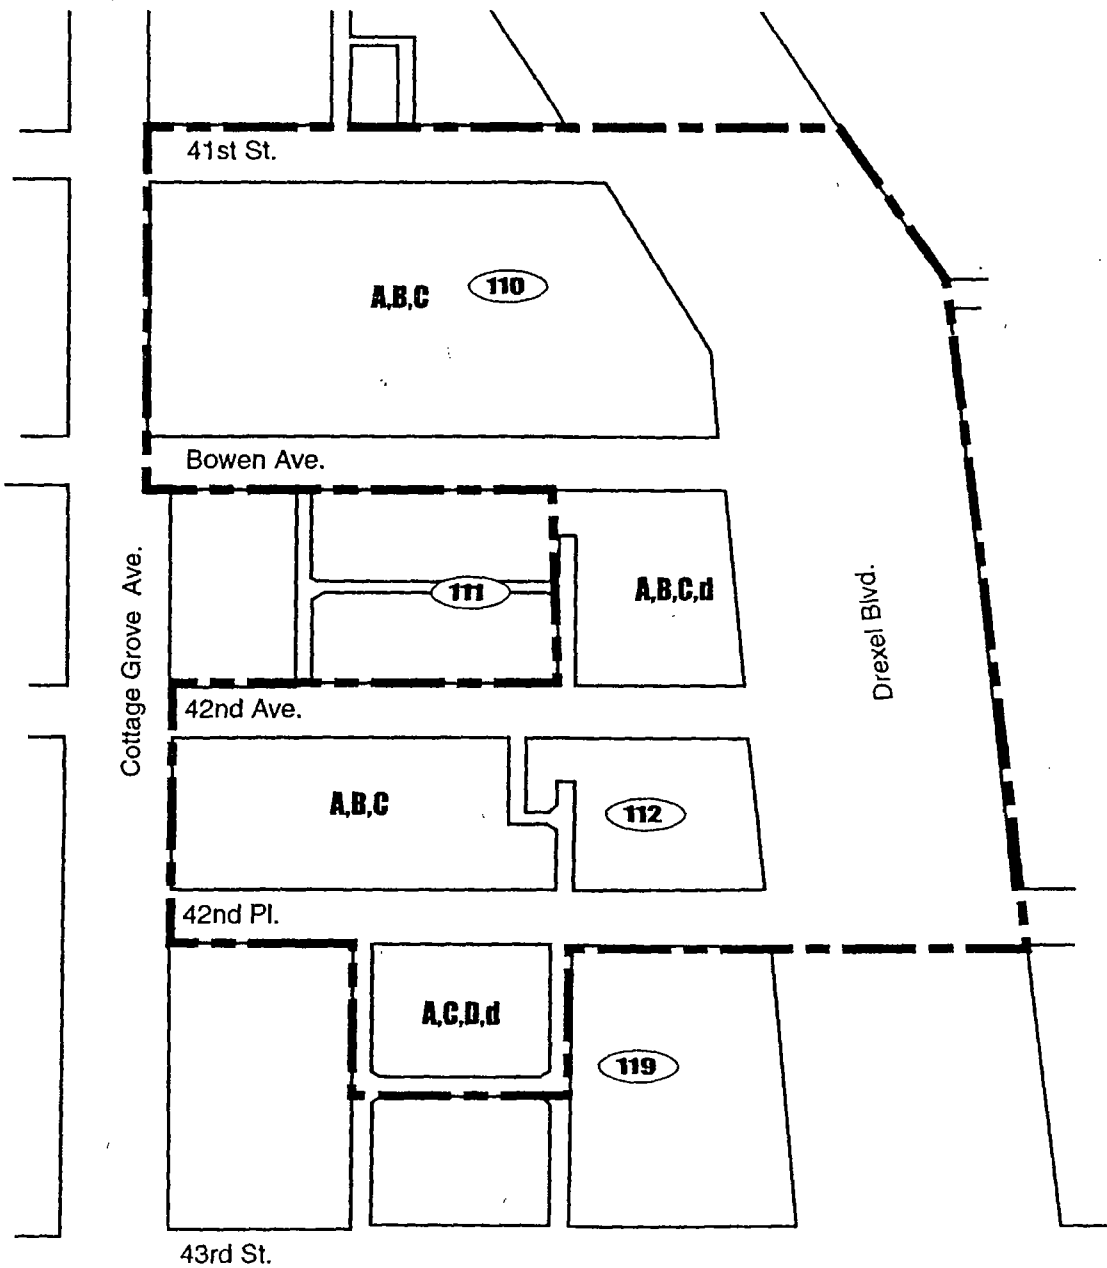 41st St.
A,B,C
110
Bowen Ave.
Cottage Grove Ave.
111
A,B,C,d
Drexel Blvd.
42nd Ave.
A,B,C
112
42nd Pl.
A,C,D,d
119
43rd St.